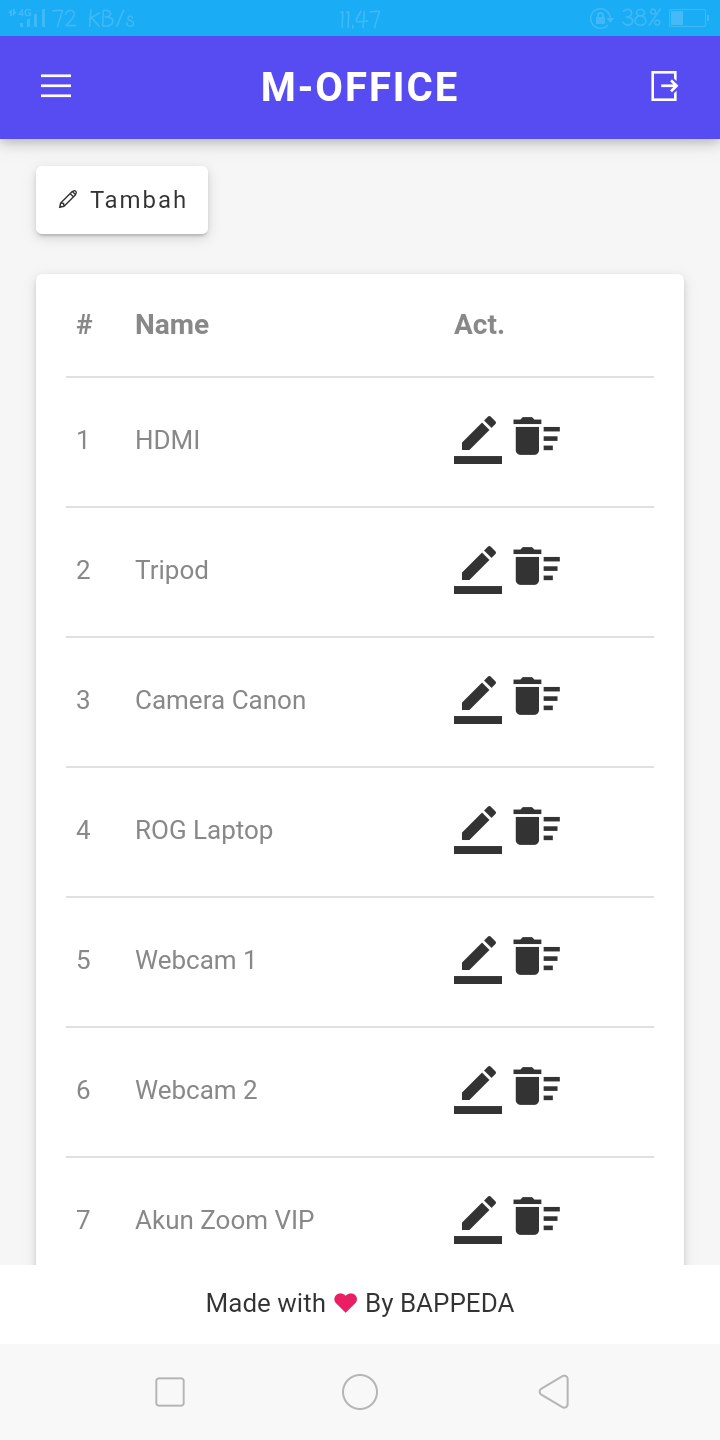 4G 72 KB/s 11.47 38%
M-OFFICE
Tambah
# Name Act.
1 HDMI
2 Tripod
3 Camera Canon
4 ROG Laptop
5 Webcam 1
6 Webcam 2
7 Akun Zoom VIP
Made with ❤ By BAPPEDA